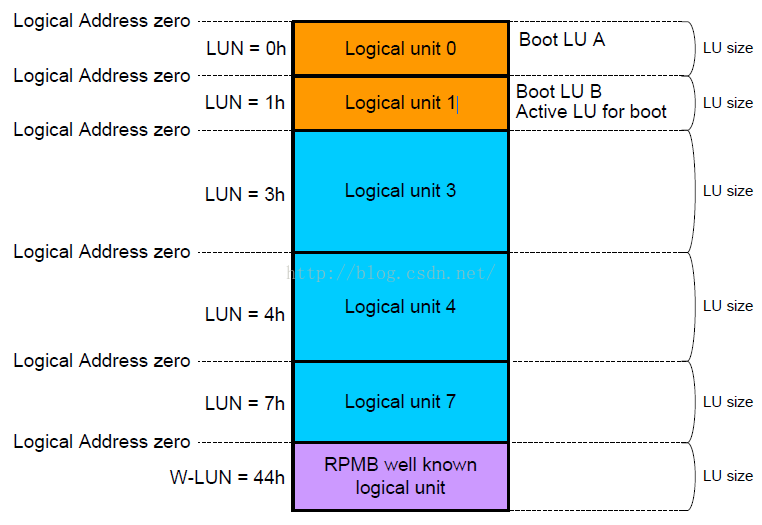 Logical Address zero
LUN = 0h
Logical unit 0
Boot LU A
LU size
Logical Address zero
LUN = 1h
Logical unit 1
Boot LU B
Active LU for boot
LU size
Logical Address zero
LUN = 3h
Logical unit 3
LU size
Logical Address zero
http://blog.csdn.net/
LUN = 4h
Logical unit 4
LU size
Logical Address zero
LUN = 7h
Logical unit 7
LU size
Logical Address zero
W-LUN = 44h
RPMB well known
logical unit
LU size